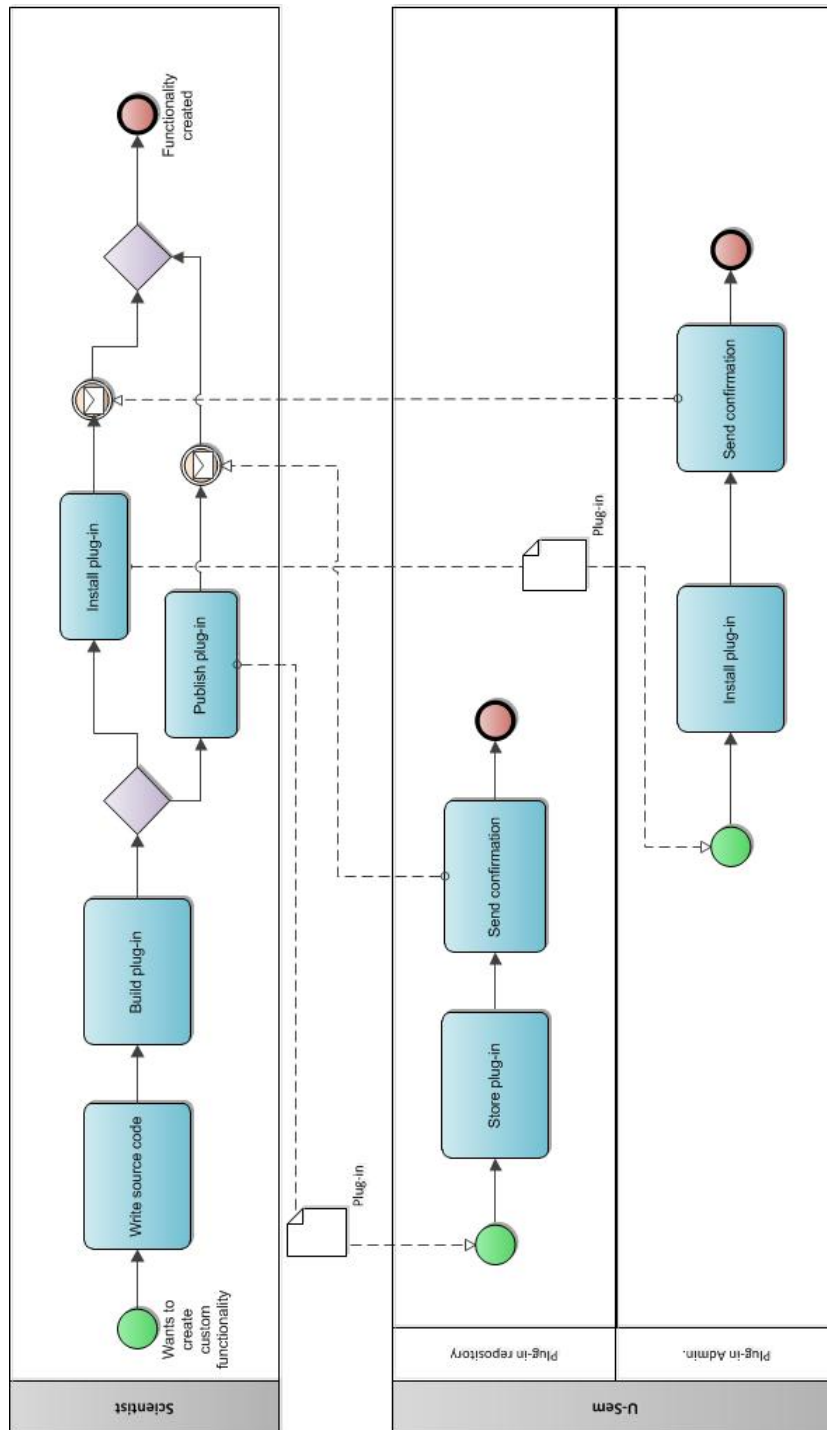 Scientist
Wants to
create
custom
functionality
Write source code
Build plug-in
Install plug-in
Publish plug-in
Functionality
created
Plug-in
Plug-in
U-Sem
Plug-in repository
Store plug-in
Send confirmation
Plug-in Admin.
Install plug-in
Send confirmation